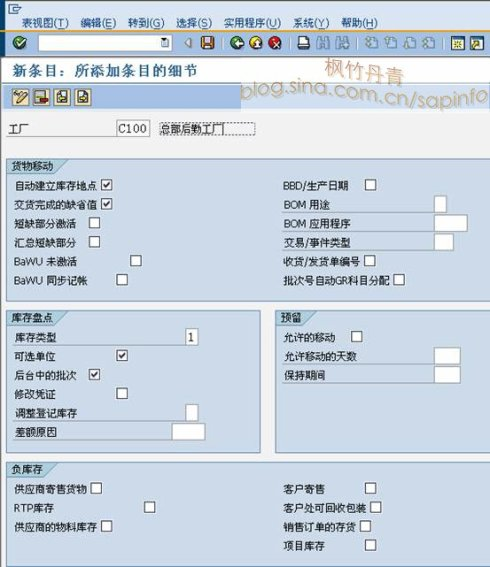 表视图(T) 编辑(E) 转到(G) 选择(S) 实用程序(U) 系统(Y) 帮助(H)
新条目：所添加条目的细节
枫竹丹青
blog.sina.com.cn/sapinfo
工厂 C100 总部后勤工厂
货物移动
自动建立库存地点 BBD/生产日期
交货完成的缺省值 BOM 用途
短缺部分激活 BOM 应用程序
汇总短缺部分 交易/事件类型
BaWU 未激活 收货/发货单编号
BaWU 同步记帐 批次号自动GR科目分配
库存盘点 预留
库存类型 1 允许的移动
可选单位 允许移动的天数
后台中的批次 保持期间
修改凭证
调整登记库存
差额原因
负库存
供应商寄售货物 客户寄售
RTP库存 客户处可回收包装
供应商的物料库存 销售订单的存货
项目库存